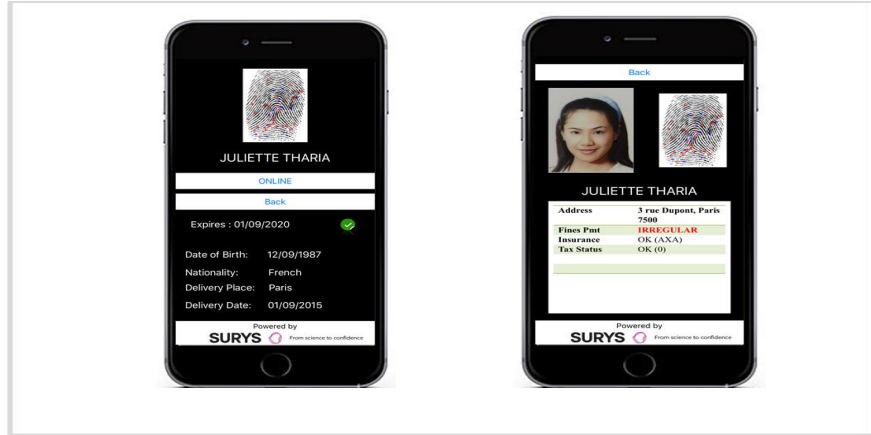 JULIETTE THARIA
ONLINE
Back
Expires : 01/09/2020
Date of Birth: 12/09/1987
Nationality: French
Delivery Place: Paris
Delivery Date: 01/09/2015
Powered by
SURYS From science to confidence
Back
JULIETTE THARIA
Address 3 rue Dupont, Paris
7500
Fines Pmt IRREGULAR
Insurance OK (AXA)
Tax Status OK (0)
Powered by
SURYS From science to confidence